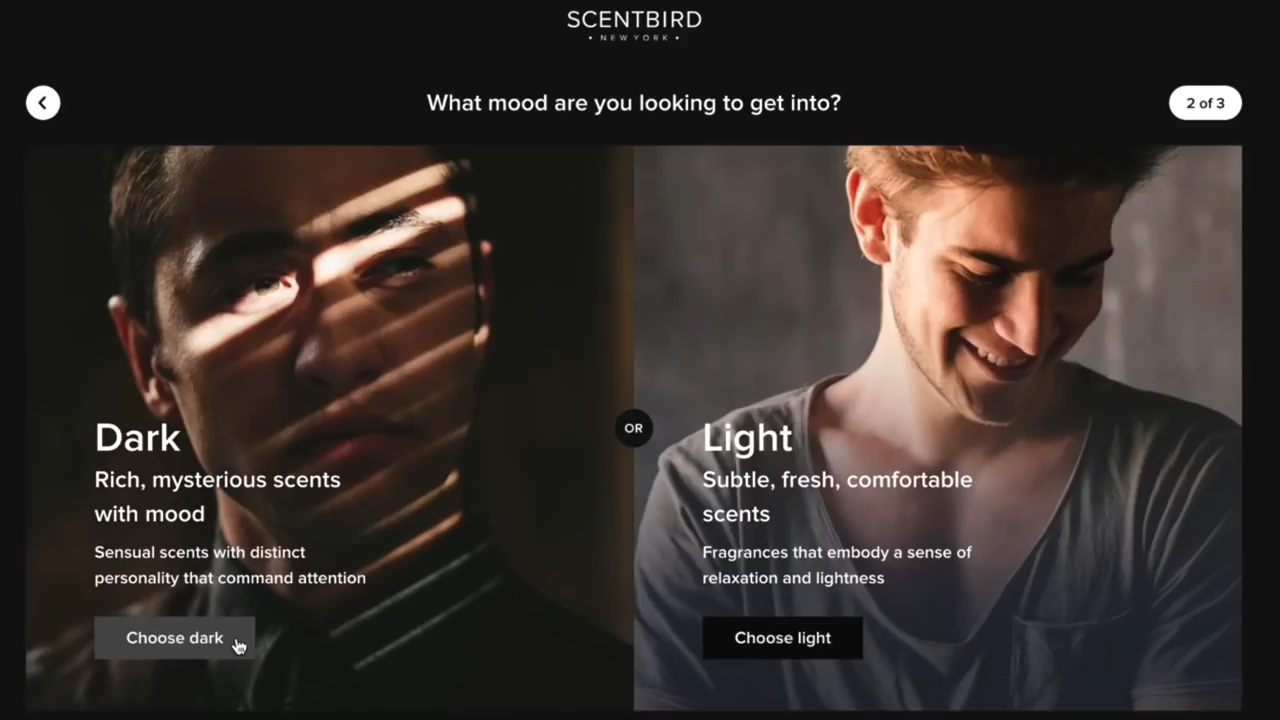 SCENTBIRD
• NEW YORK •
What mood are you looking to get into?
2 of 3
Dark
Rich, mysterious scents
with mood
Sensual scents with distinct
personality that command attention
Choose dark
OR
Light
Subtle, fresh, comfortable
scents
Fragrances that embody a sense of
relaxation and lightness
Choose light